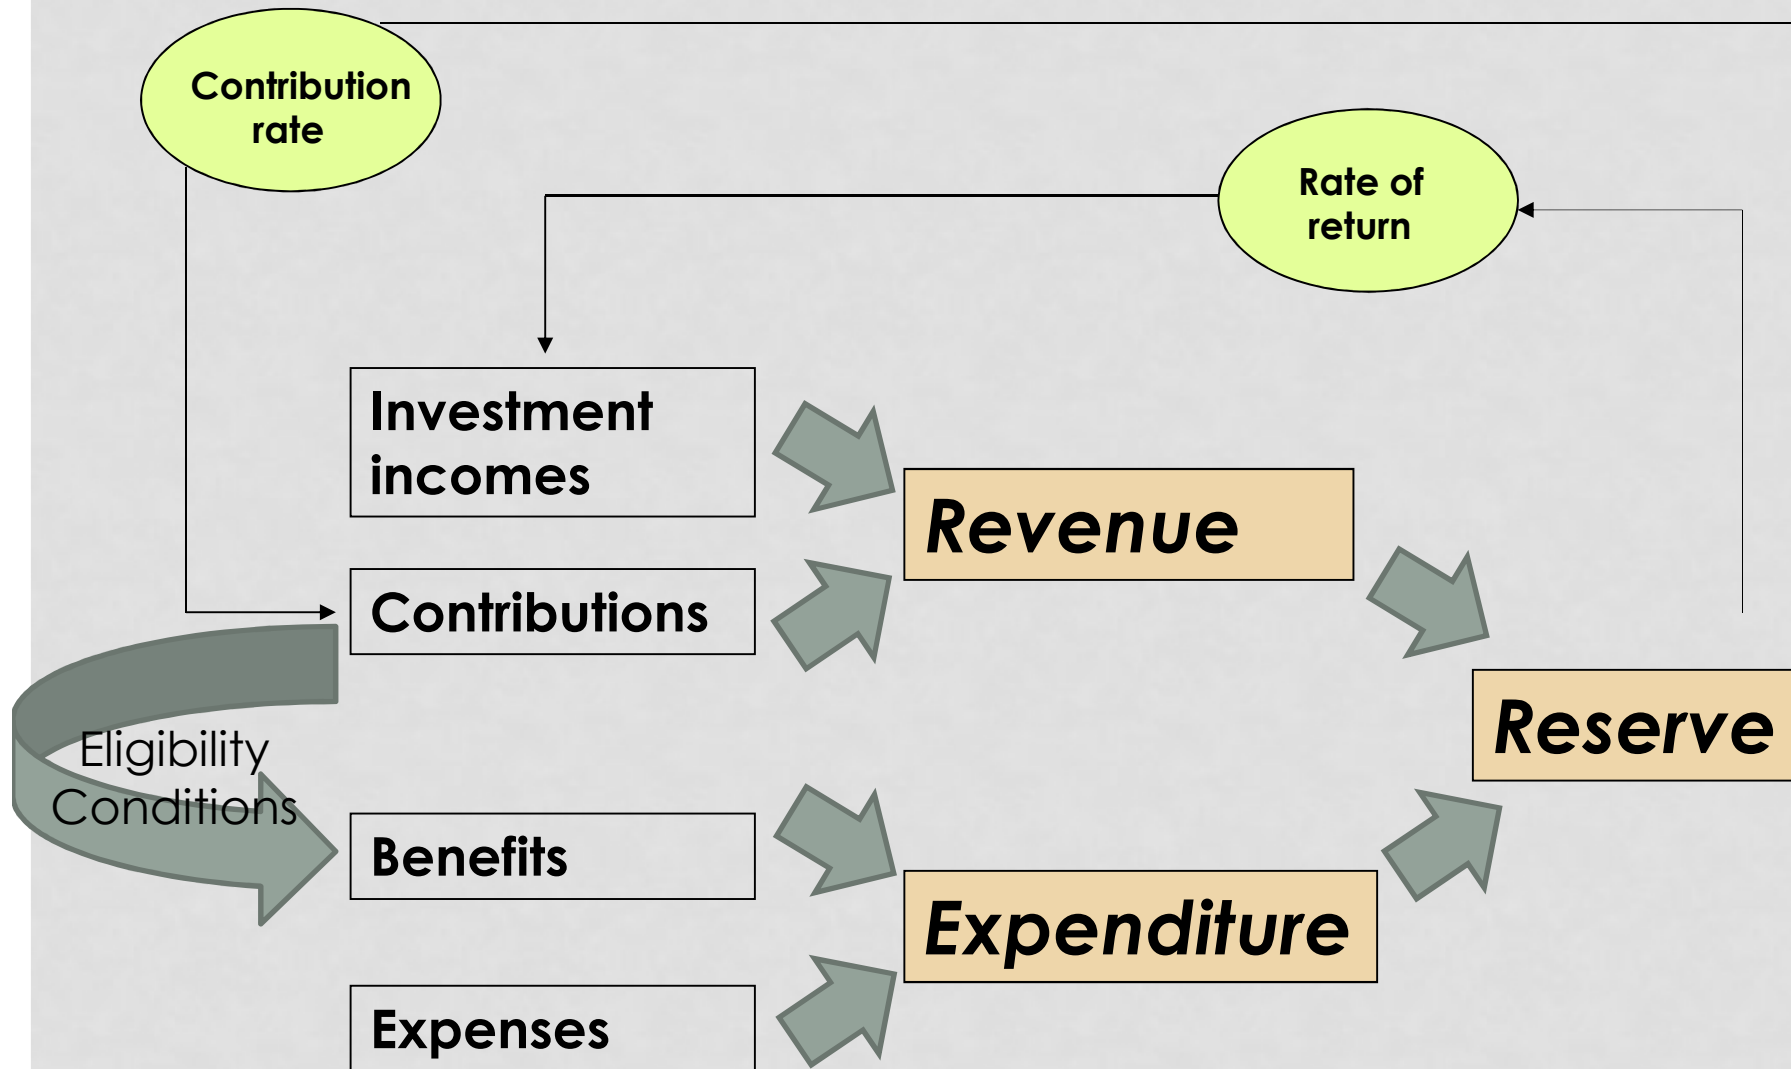 Contribution
rate
Rate of
return
Investment
incomes
Revenue
Contributions
Reserve
Eligibility
Conditions
Benefits
Expenditure
Expenses